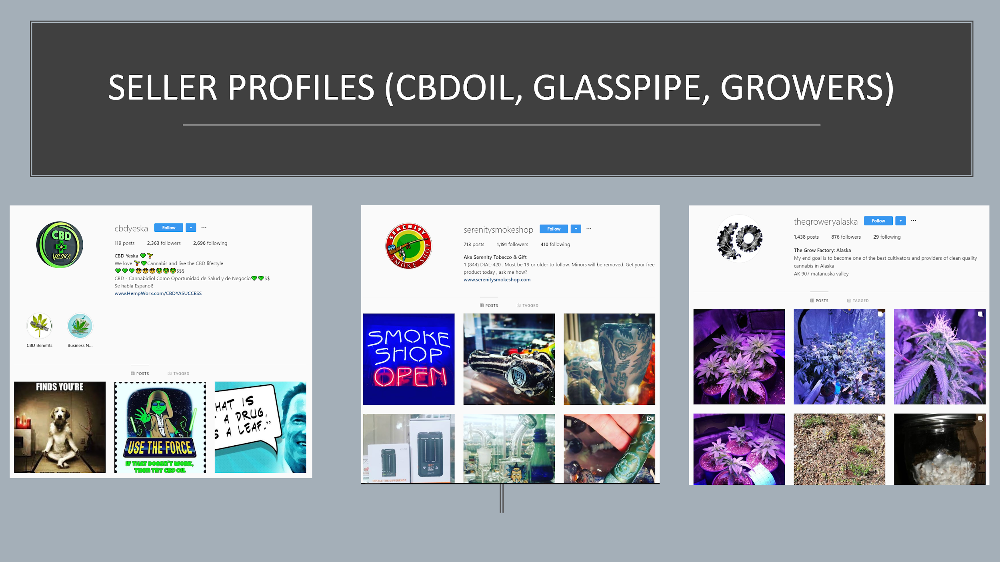 SELLER PROFILES (CBDOIL, GLASSPIPE, GROWERS)
CBD
YESKA
cbdyeska Follow
119 posts 2,363 followers 2,696 following
CBD Yeska
We love Cannabis and live the CBD lifestyle
$$$
CBD - Cannabidiol Como Oportunidad de Salud y de Negocio $$
Se habla Espanol!
www.HempWorx.com/CBDYASUCCESS
CBD BENEFITS
CBD Benefits Business N...
POSTS TAGGED
FINDS YOU'RE
USE THE FORCE
IF THAT DOESN'T WORK,
THEN TRY CBD OIL
HAT IS
A DRUG,
S A LEAF."
SERENITY
SMOKE SHOP
serenitysmokeshop Follow
713 posts 1,191 followers 410 following
Aka Serenity Tobacco & Gift
1 (844) DIAL-420 . Must be 19 or older to follow. Minors will be removed. Get your free
product today , ask me how?
www.serenitysmokeshop.com
POSTS TAGGED
SMOKE
SHOP
OPEN
NETS
INHALE THE DIFFERENCE
thegroweryalaska Follow
1,438 posts 876 followers 29 following
The Grow Factory: Alaska
My end goal is to become one of the best cultivators and providers of clean quality
cannabis in Alaska
AK 907 matanuska valley
POSTS TAGGED